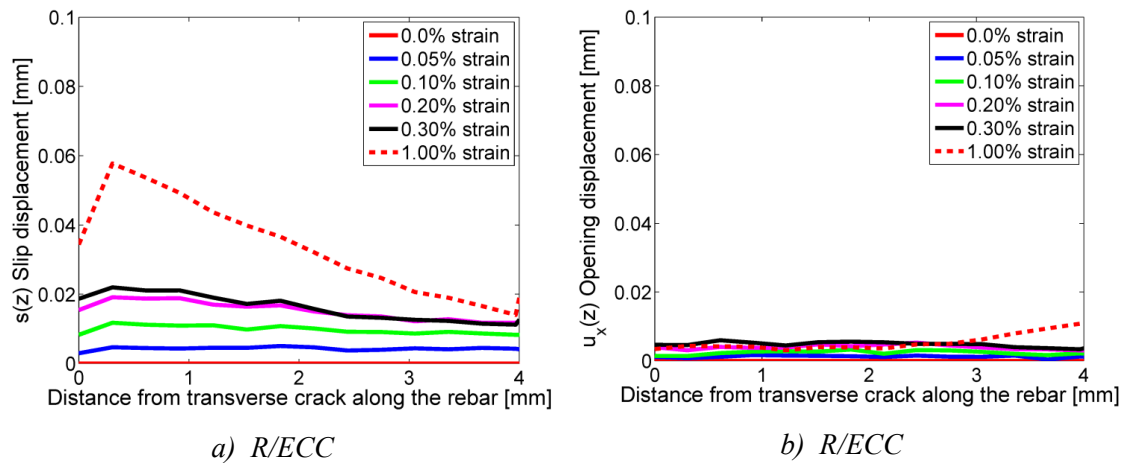 0.1
0.08
0.06
0.04
0.02
0
s(z) Slip displacement [mm]
0.0% strain
0.05% strain
0.10% strain
0.20% strain
0.30% strain
1.00% strain
0 1 2 3 4
Distance from transverse crack along the rebar [mm]
a) R/ECC
0.1
0.08
0.06
0.04
0.02
0
u_x(z) Opening displacement [mm]
0.0% strain
0.05% strain
0.10% strain
0.20% strain
0.30% strain
1.00% strain
0 1 2 3 4
Distance from transverse crack along the rebar [mm]
b) R/ECC